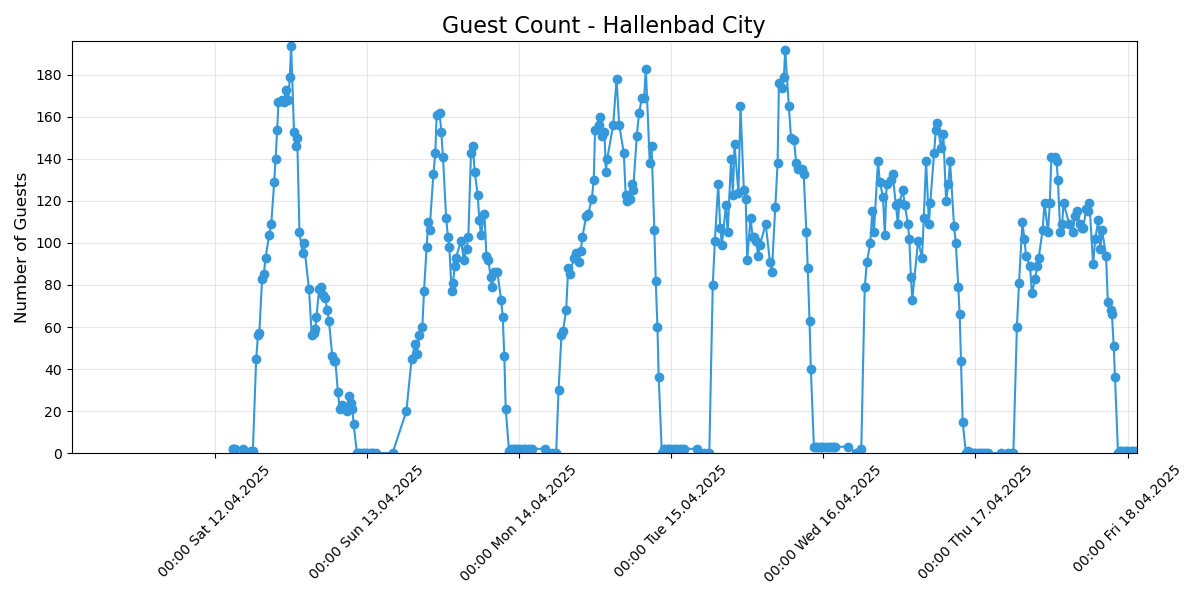 Guest Count - Hallenbad City
Number of Guests
180
160
140
120
100
80
60
40
20
0
00:00 Sat 12.04.2025
00:00 Sun 13.04.2025
00:00 Mon 14.04.2025
00:00 Tue 15.04.2025
00:00 Wed 16.04.2025
00:00 Thu 17.04.2025
00:00 Fri 18.04.2025